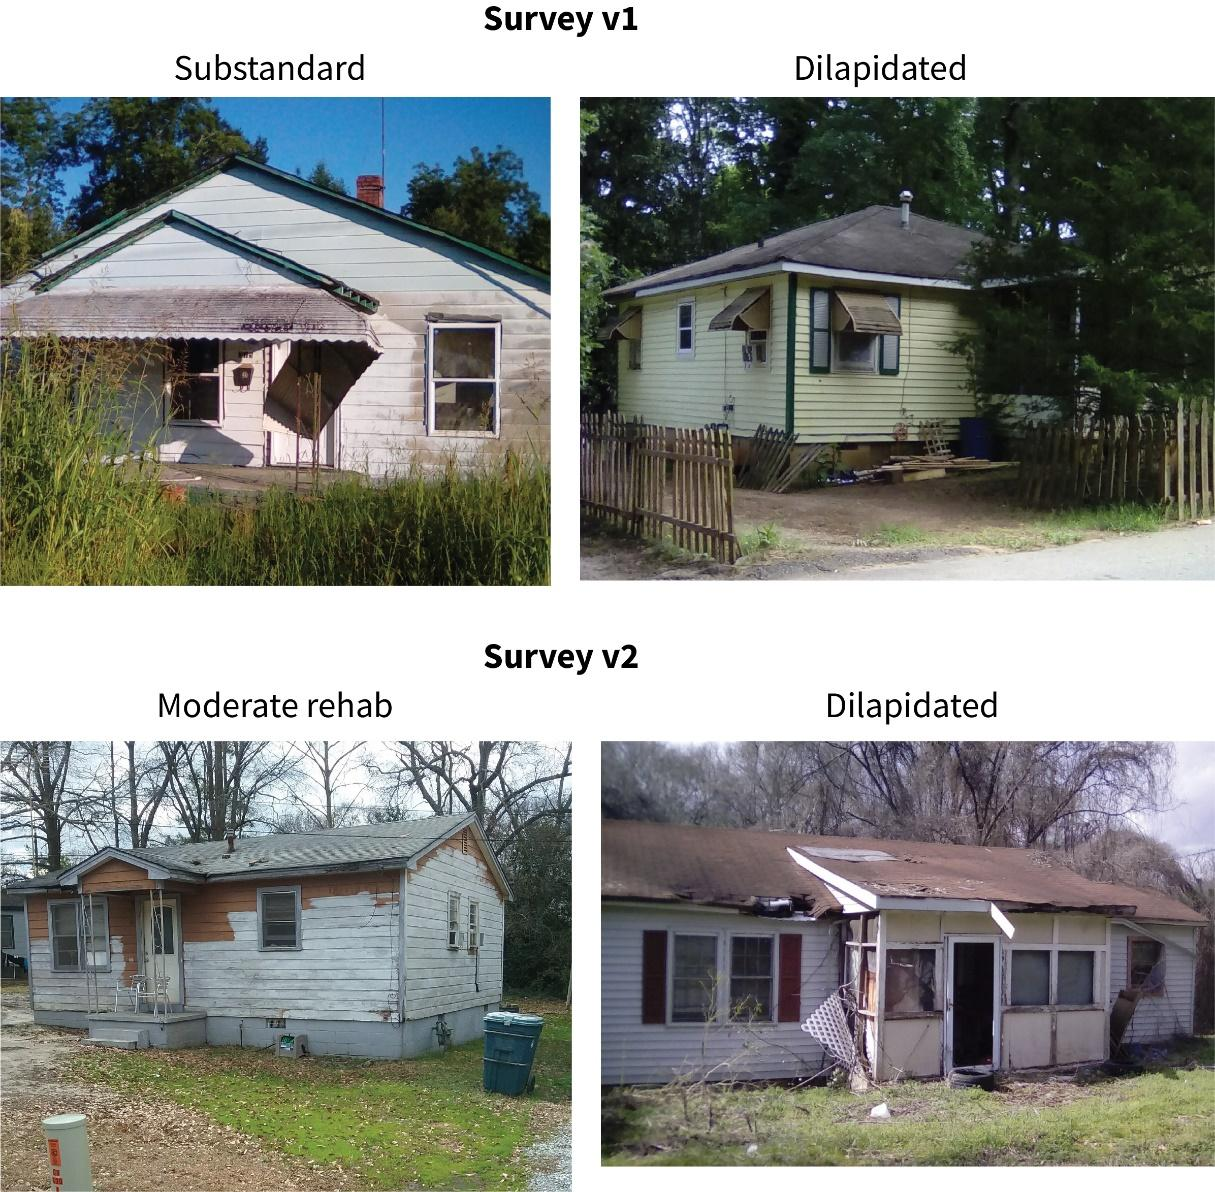 Survey v1
Substandard
Dilapidated
Survey v2
Moderate rehab
Dilapidated